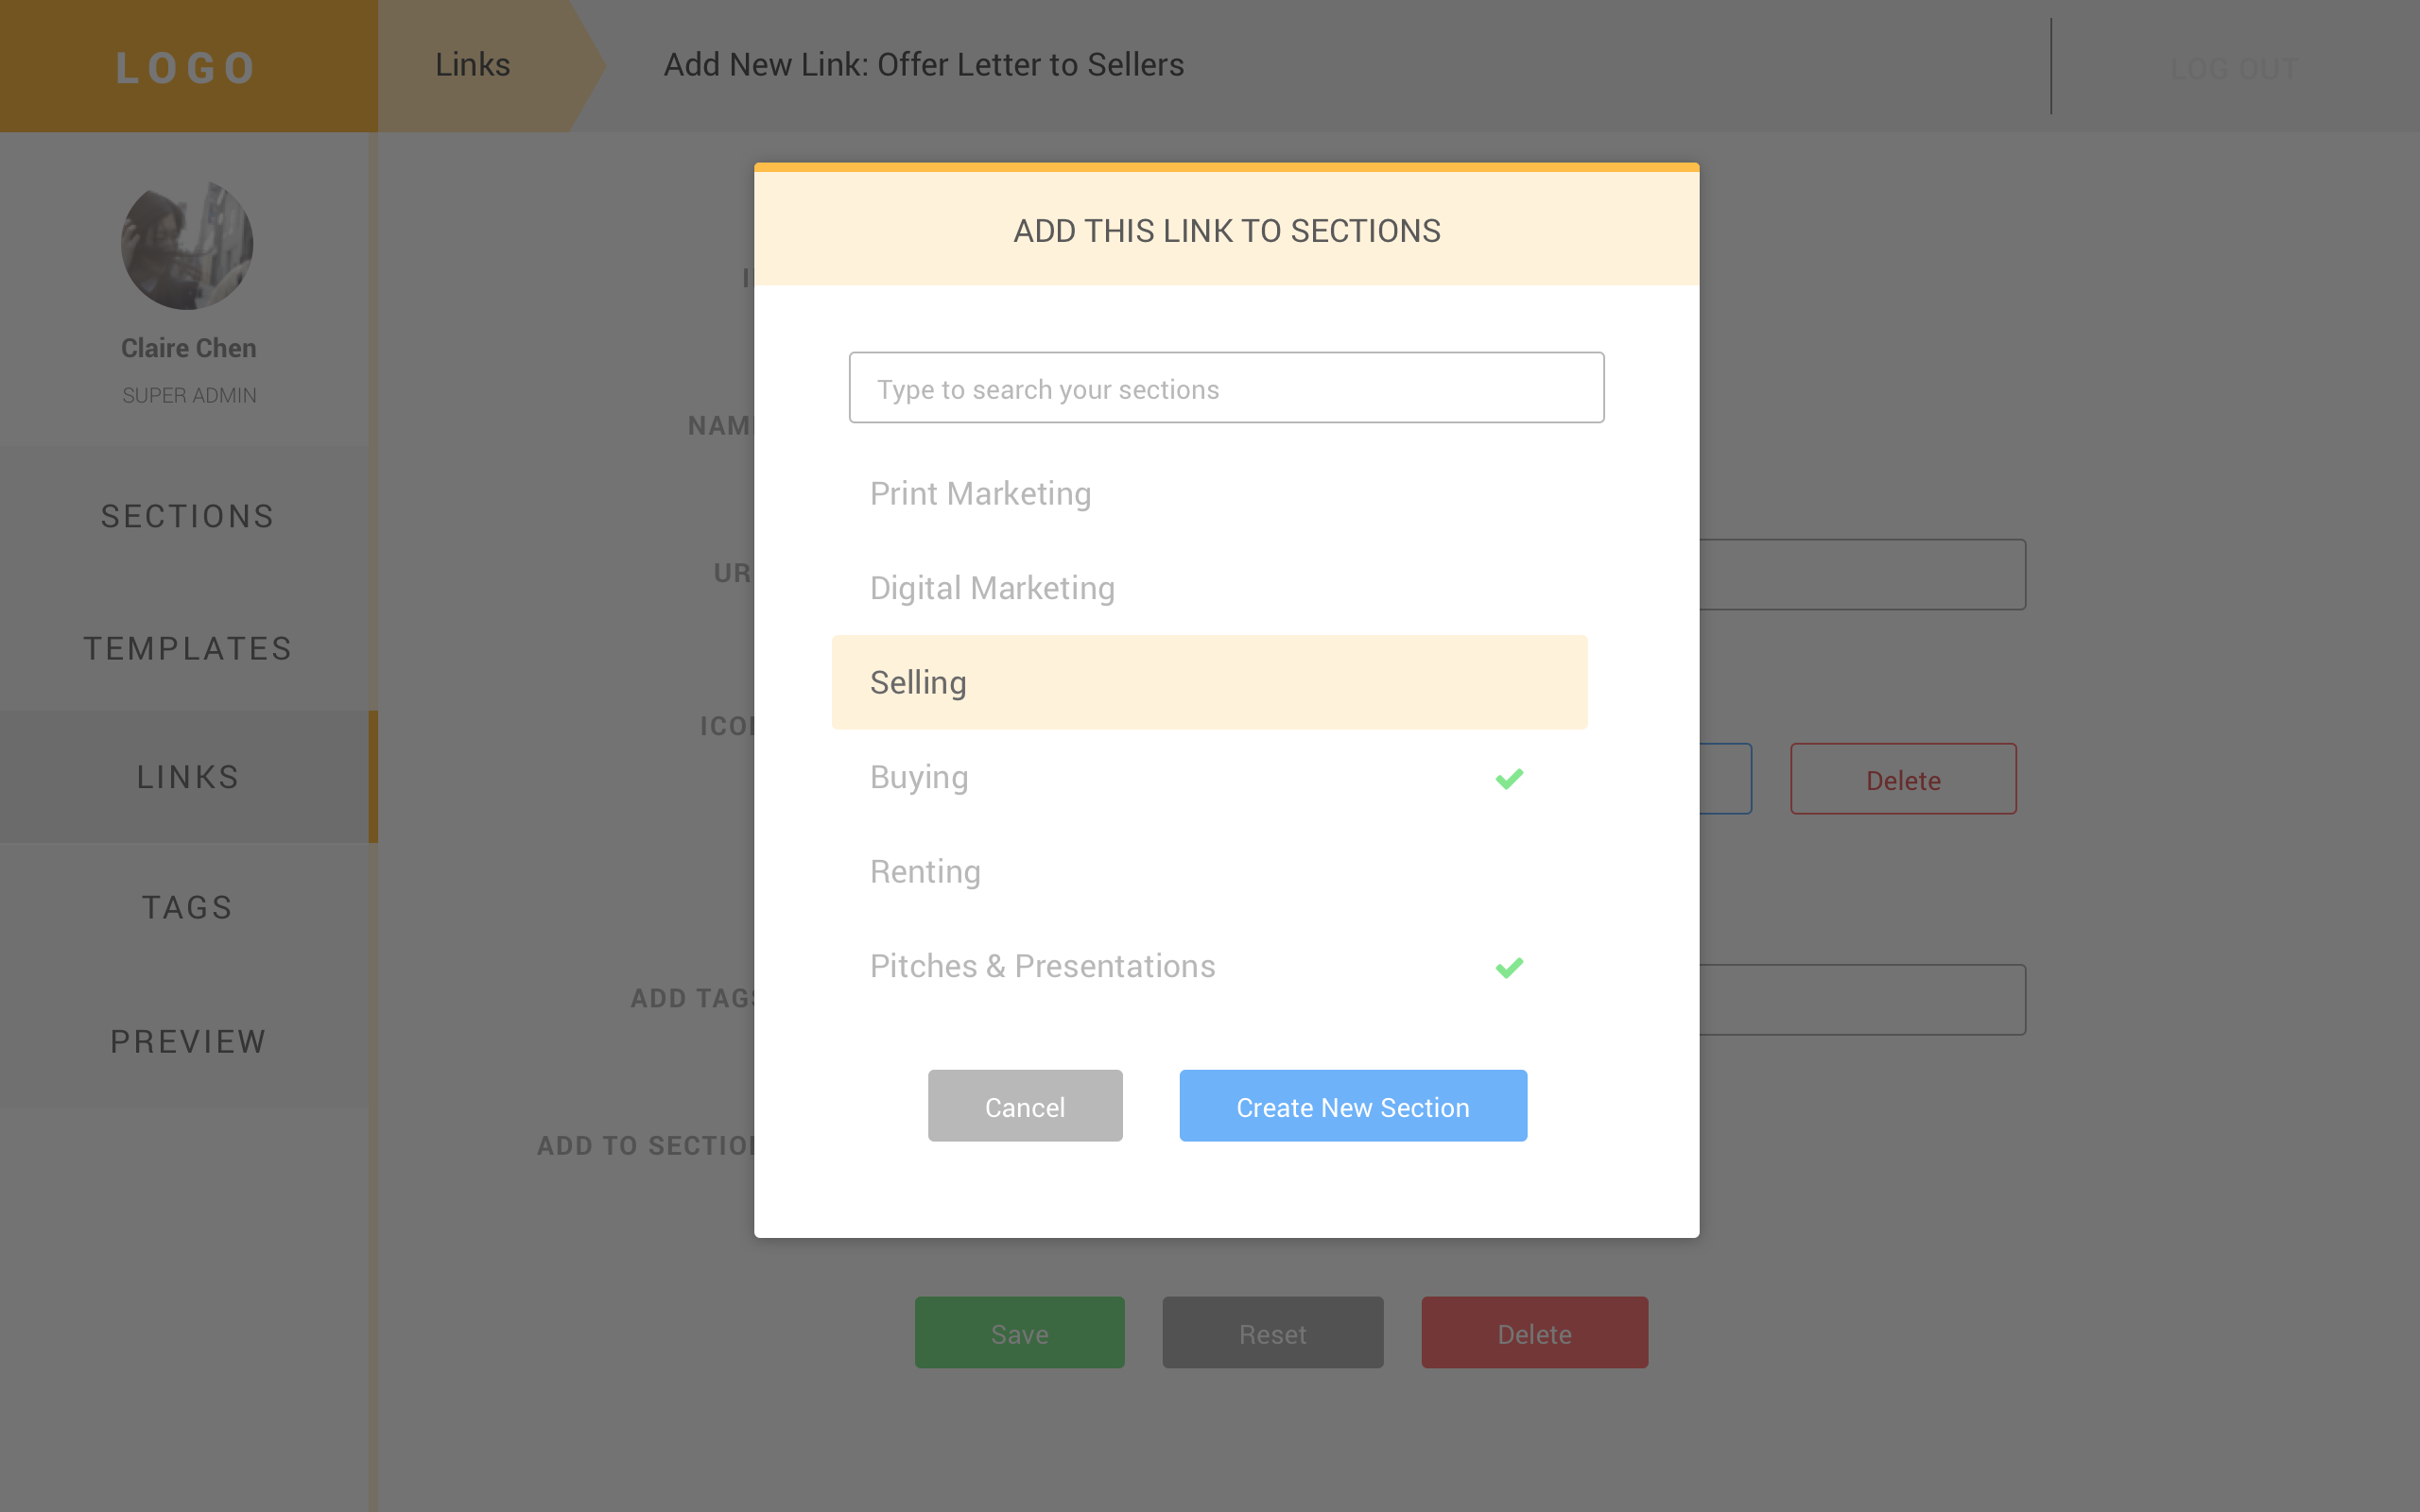 LOGO
Links
Add New Link: Offer Letter to Sellers
LOG OUT
Claire Chen
SUPER ADMIN
SECTIONS
TEMPLATES
LINKS
TAGS
PREVIEW
NAM
UR
ICO
ADD TAGS
ADD TO SECTIO
ADD THIS LINK TO SECTIONS
Type to search your sections
Print Marketing
Digital Marketing
Selling
Buying
Renting
Pitches & Presentations
Cancel
Create New Section
Delete
Save
Reset
Delete